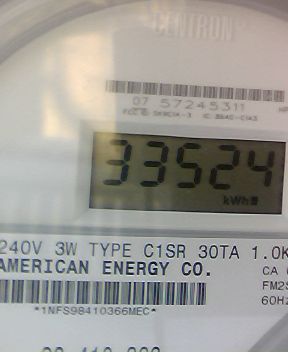 CENTRON
07 57245311
33524
kWh
240V 3W TYPE C1SR 30TA 1.0K
AMERICAN ENERGY CO.
CA
FM2S
60Hz
*1NFS98410366MEC*